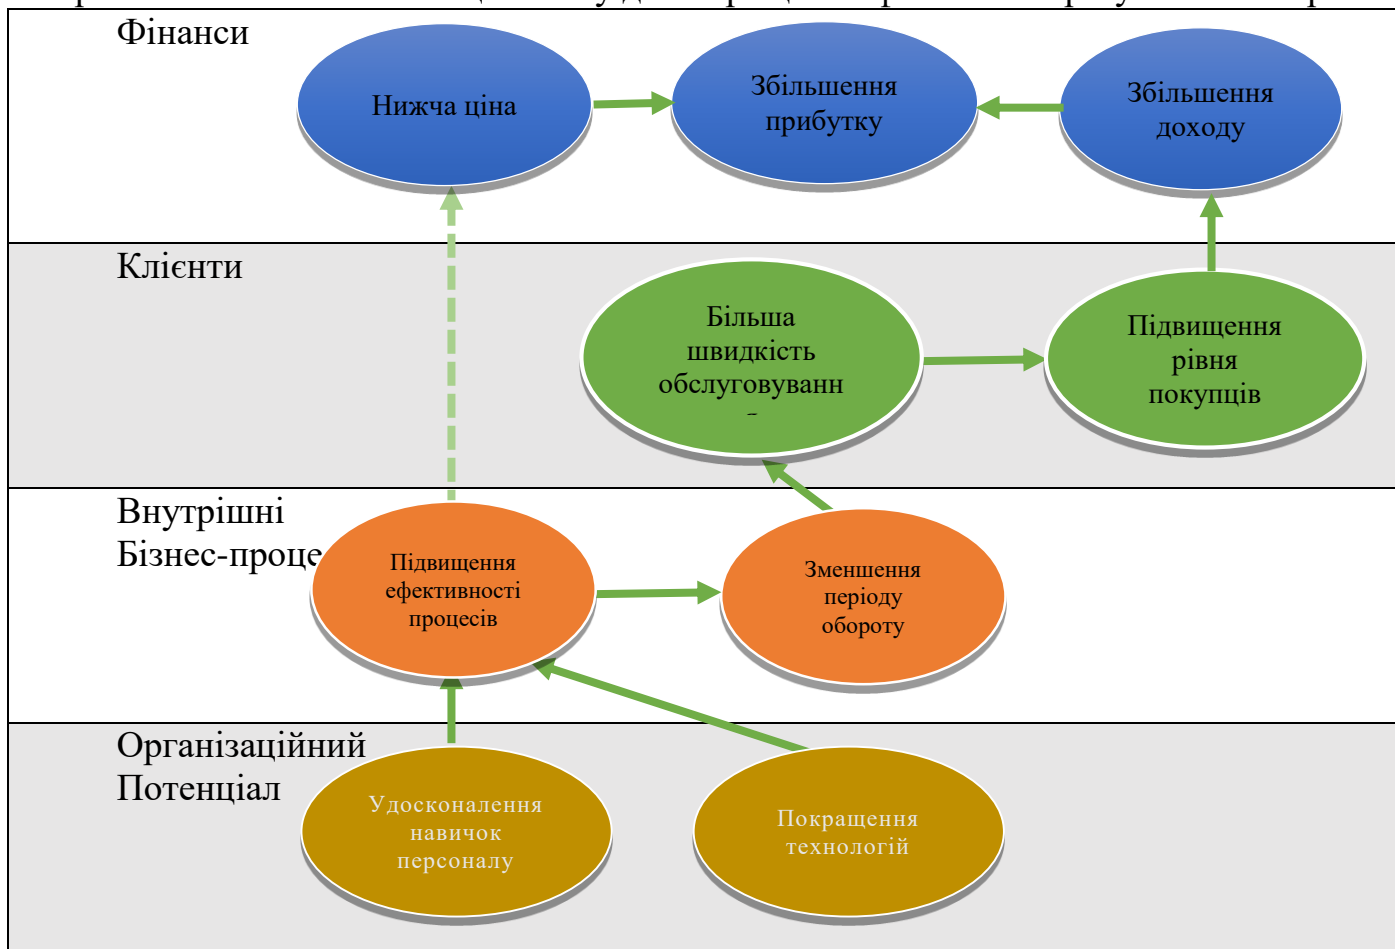 Фінанси
Нижча ціна
Збільшення
прибутку
Збільшення
доходу
Клієнти
Більша
швидкість
обслуговуванн
Підвищення
рівня
покупців
Внутрішні
Бізнес-проце
Підвищення
ефективності
процесів
Зменшення
періоду
обороту
Організаційний
Потенціал
Удосконалення
навичок
персоналу
Покращення
технологій